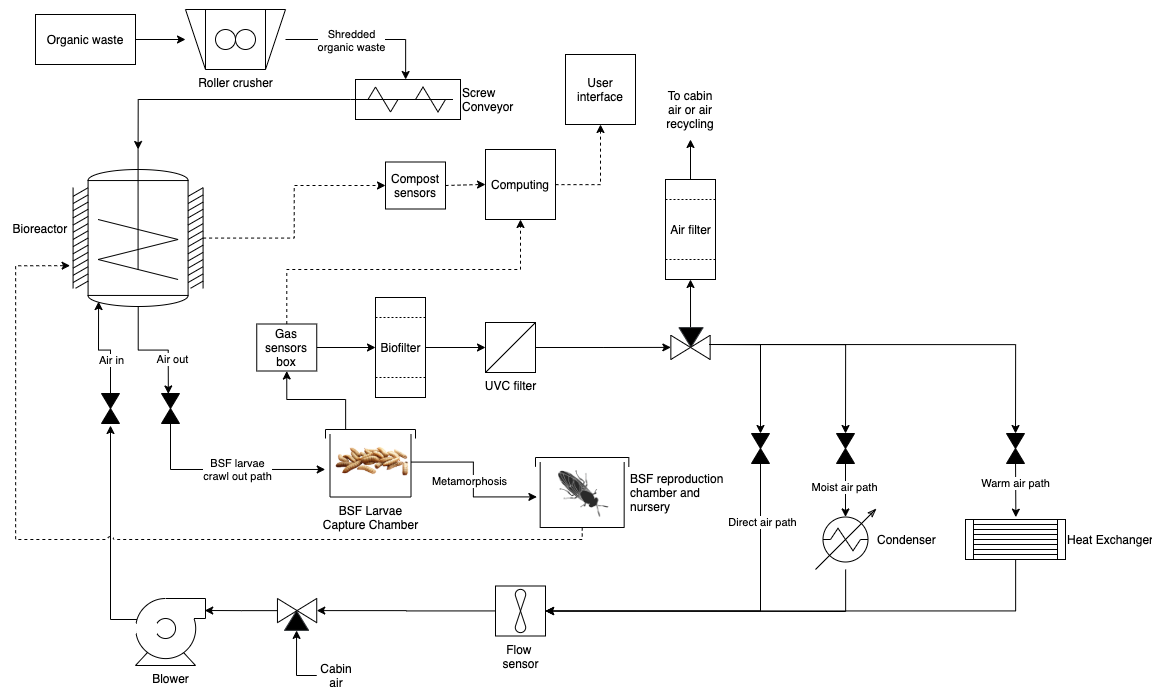 Organic waste
Roller crusher
Shredded
organic waste
Screw
Conveyor
User
interface
To cabin
air or air
recycling
Compost
sensors
Computing
Bioreactor
Air filter
Air in
Air out
Gas
sensors
box
Biofilter
UVC filter
BSF larvae
crawl out path
Metamorphosis
BSF Larvae
Capture Chamber
BSF reproduction
chamber and
nursery
Direct air path
Moist air path
Warm air path
Condenser
Heat Exchanger
Flow
sensor
Cabin
air
Blower